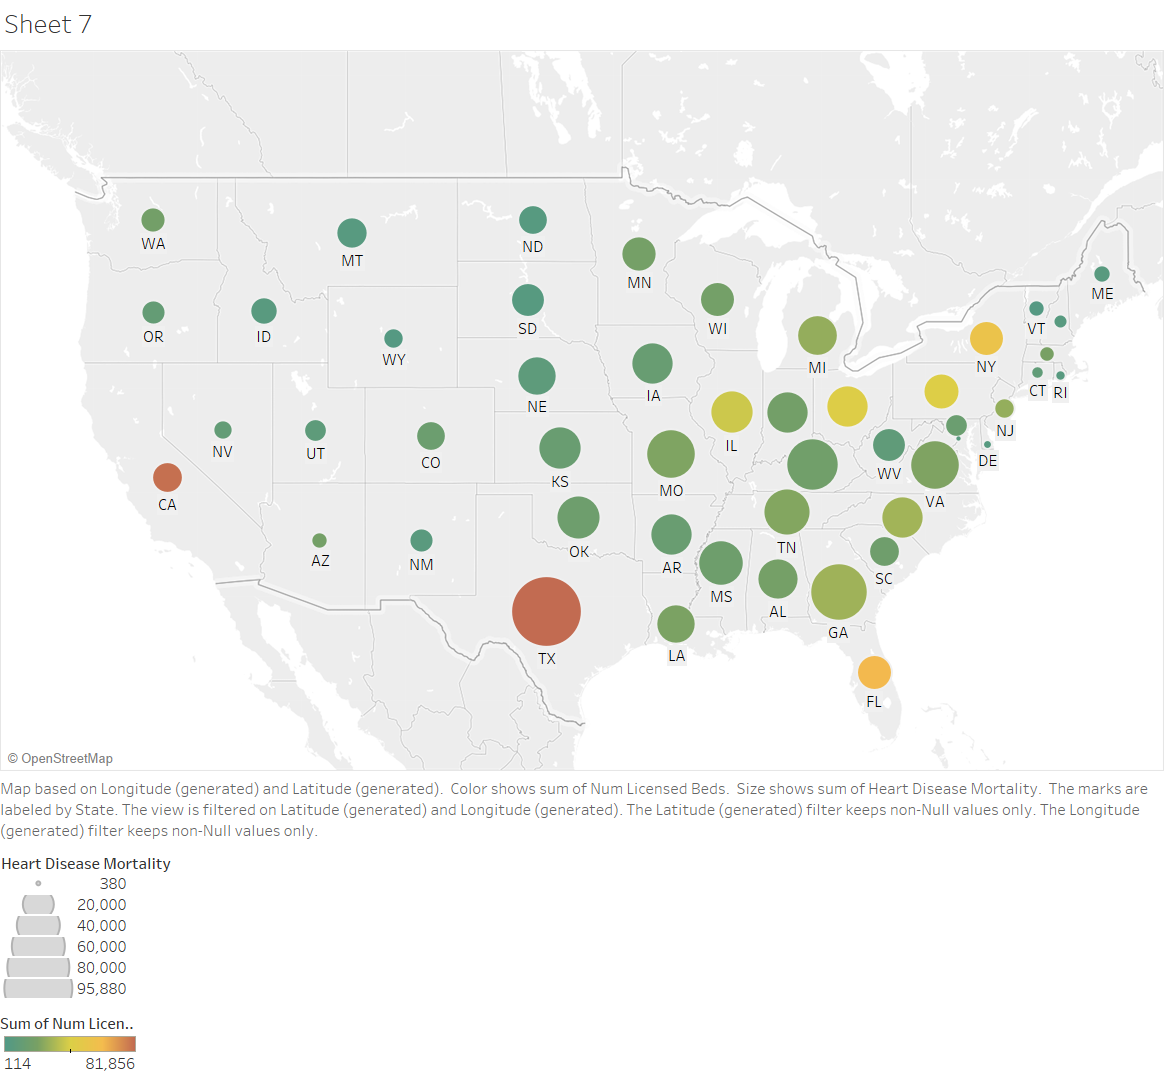 Sheet 7
WA
MT
ND
MN
ME
OR
ID
SD
WI
VT
WY
MI
NY
NE
IA
CT RI
NV
UT
CO
IL
NJ
CA
KS
MO
WV
DE
VA
AZ
NM
OK
AR
TN
SC
MS
AL
GA
TX
LA
FL
© OpenStreetMap
Map based on Longitude (generated) and Latitude (generated).  Color shows sum of Num Licensed Beds.  Size shows sum of Heart Disease Mortality.  The marks are
labeled by State. The view is filtered on Latitude (generated) and Longitude (generated). The Latitude (generated) filter keeps non-Null values only. The Longitude
(generated) filter keeps non-Null values only.
Heart Disease Mortality
380
20,000
40,000
60,000
80,000
95,880
Sum of Num Licen..
114 81,856